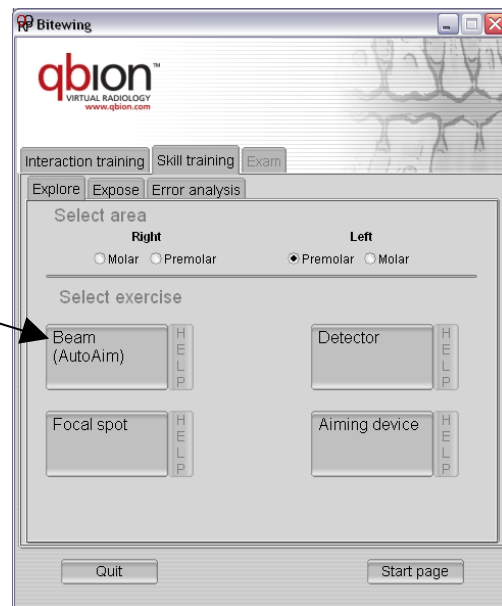 Bitewing
qbion™
VIRTUAL RADIOLOGY
www.qbion.com
Interaction training Skill training Exam
Explore Expose Error analysis
Select area
Right Left
Molar Premolar Premolar Molar
Select exercise
Beam
(AutoAim)
HELP
Detector
HELP
Focal spot
HELP
Aiming device
HELP
Quit Start page